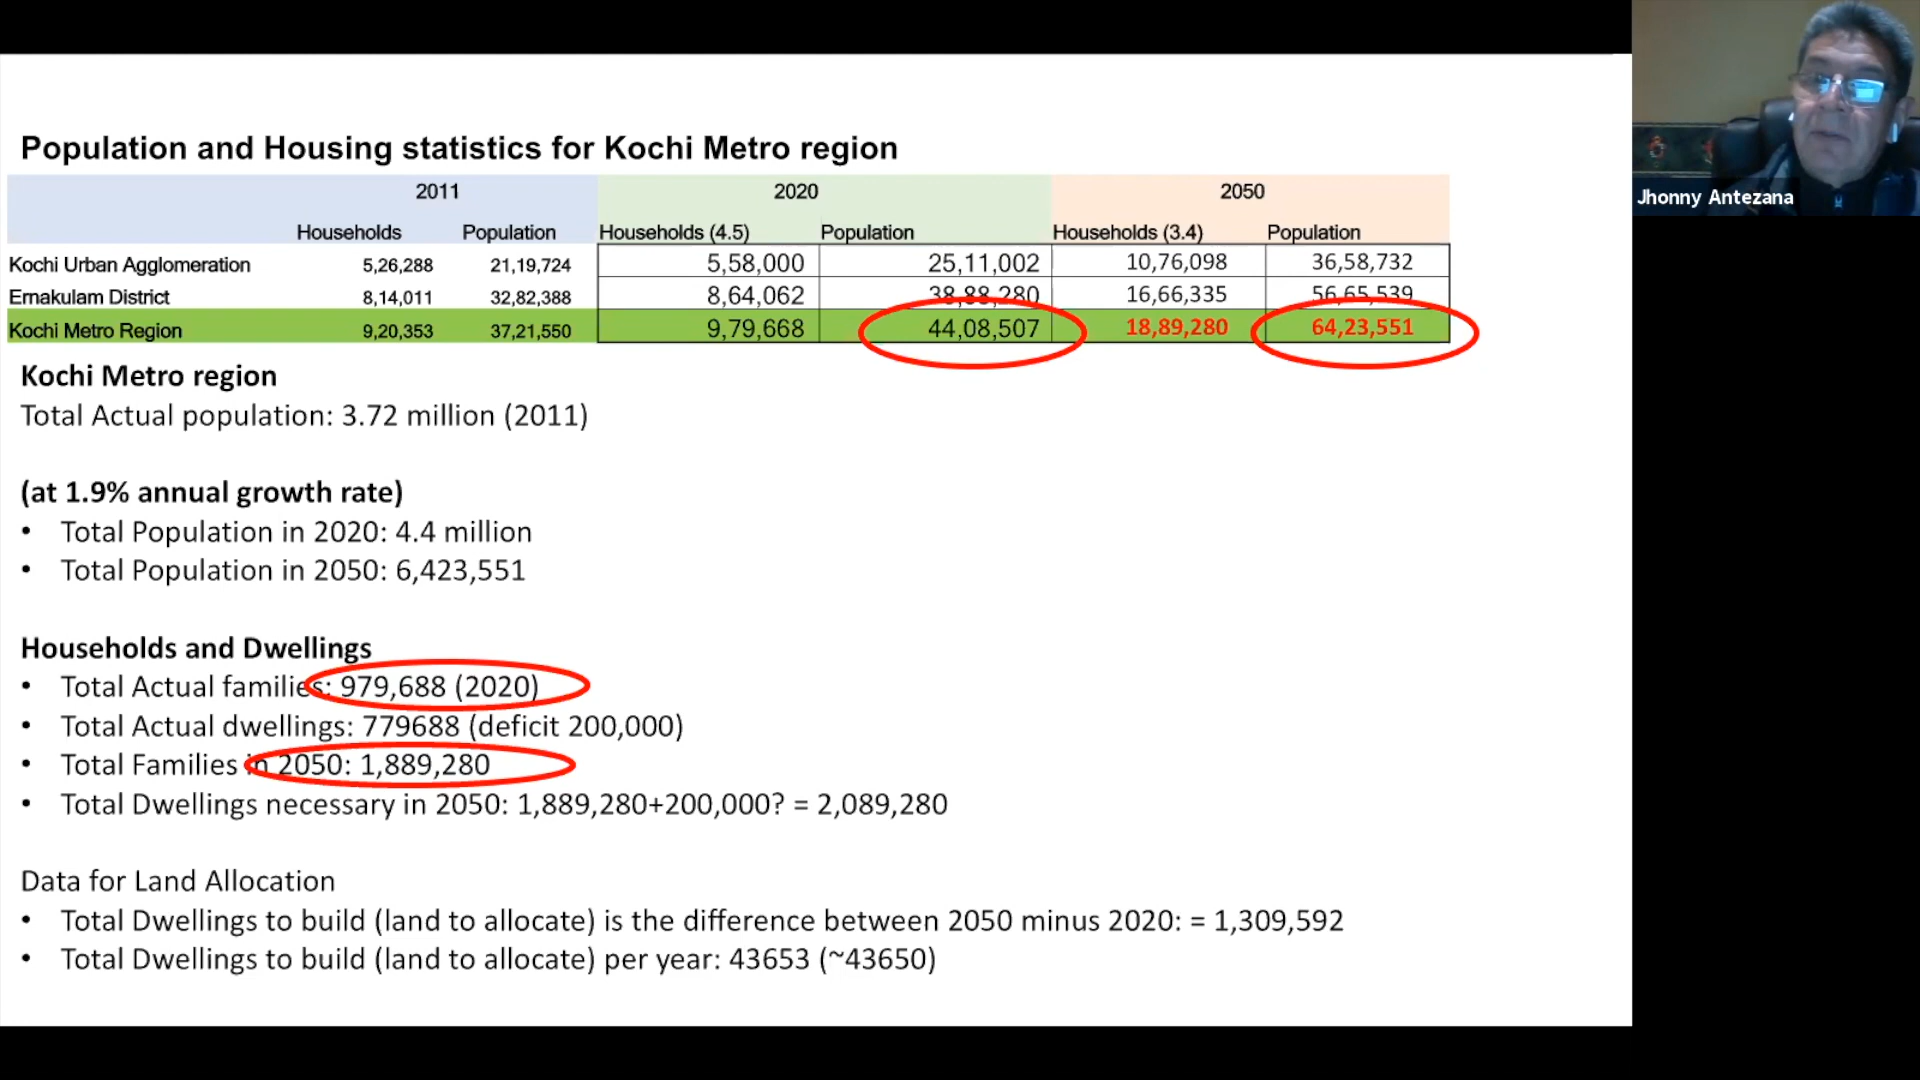 Population and Housing statistics for Kochi Metro region
2011 2020 2050
Households Population Households (4.5) Population Households (3.4) Population
Kochi Urban Agglomeration 5,26,288 21,19,724 5,58,000 25,11,002 10,76,098 36,58,732
Ernakulam District 8,14,011 32,82,388 8,64,062 38,88,280 16,66,335 56,65,539
Kochi Metro Region 9,20,353 37,21,550 9,79,668 44,08,507 18,89,280 64,23,551
Kochi Metro region
Total Actual population: 3.72 million (2011)
(at 1.9% annual growth rate)
• Total Population in 2020: 4.4 million
• Total Population in 2050: 6,423,551
Households and Dwellings
• Total Actual families: 979,688 (2020)
• Total Actual dwellings: 779688 (deficit 200,000)
• Total Families in 2050: 1,889,280
• Total Dwellings necessary in 2050: 1,889,280+200,000? = 2,089,280
Data for Land Allocation
• Total Dwellings to build (land to allocate) is the difference between 2050 minus 2020: = 1,309,592
• Total Dwellings to build (land to allocate) per year: 43653 (~43650)
Jhonny Antezana